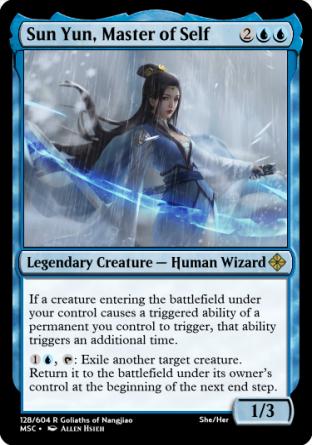 Sun Yun, Master of Self 2UU
Legendary Creature — Human Wizard
If a creature entering the battlefield under
your control causes a triggered ability of a
permanent you control to trigger, that ability
triggers an additional time.
1U, T: Exile another target creature.
Return it to the battlefield under its owner's
control at the beginning of the next end step.
128/604 R Goliaths of Nangjiao She/Her
MSC • Allen Hsieh
1/3